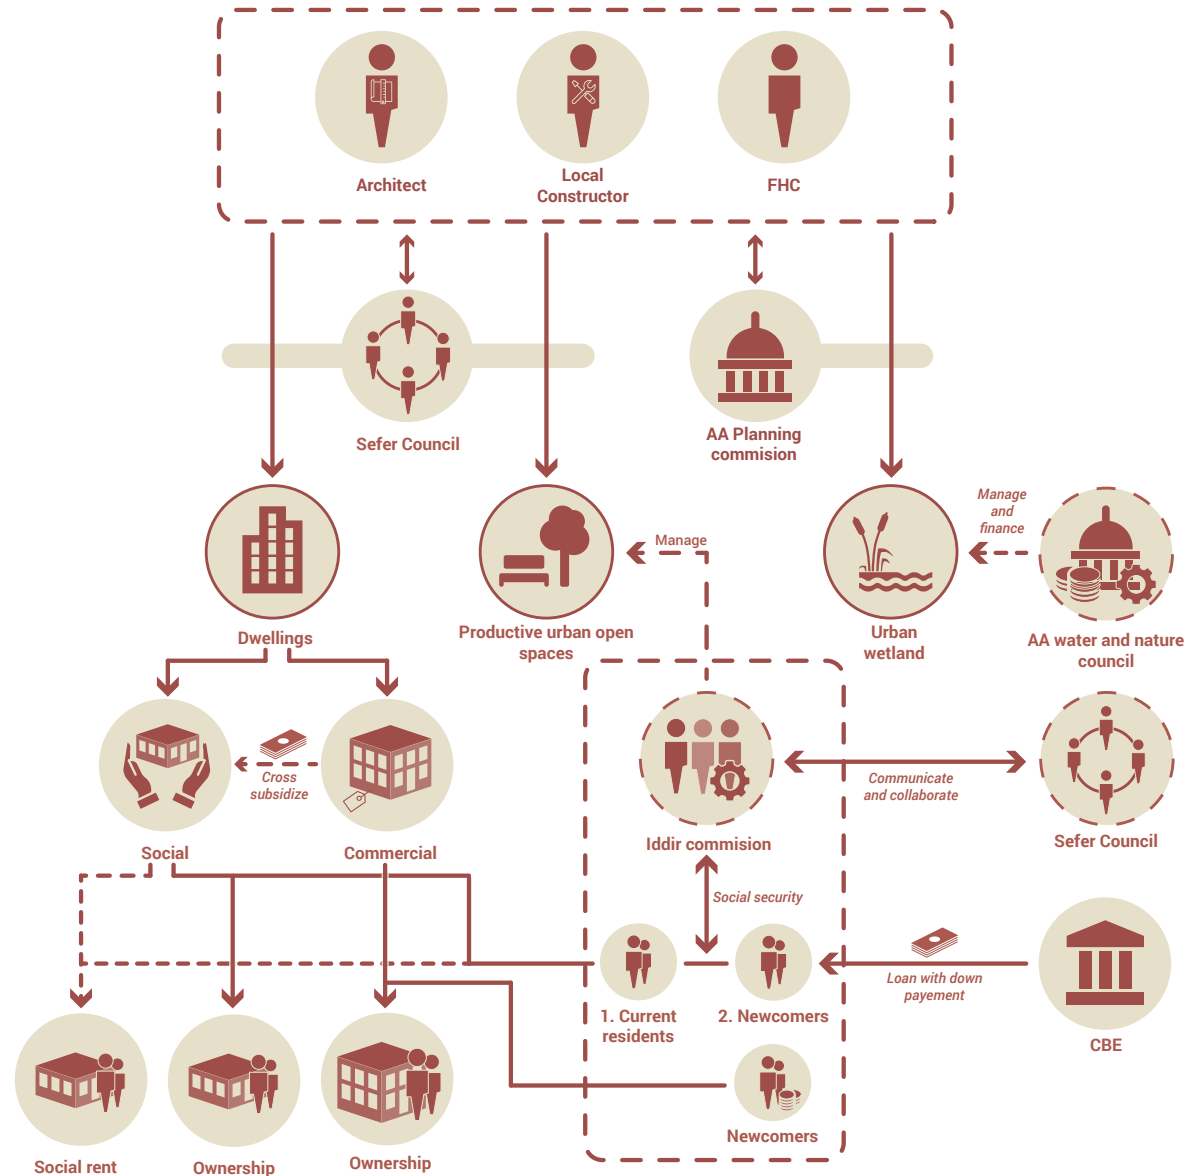 Architect
Local
Constructor
FHC
Sefer Council
AA Planning
commision
Manage
and
finance
Manage
Dwellings
Productive urban open
spaces
Urban
wetland
AA water and nature
council
Cross
subsidize
Communicate
and collaborate
Social
Commercial
Iddir commision
Sefer Council
Social security
Loan with down
payement
1. Current
residents
2. Newcomers
CBE
Newcomers
Social rent
Ownership
Ownership